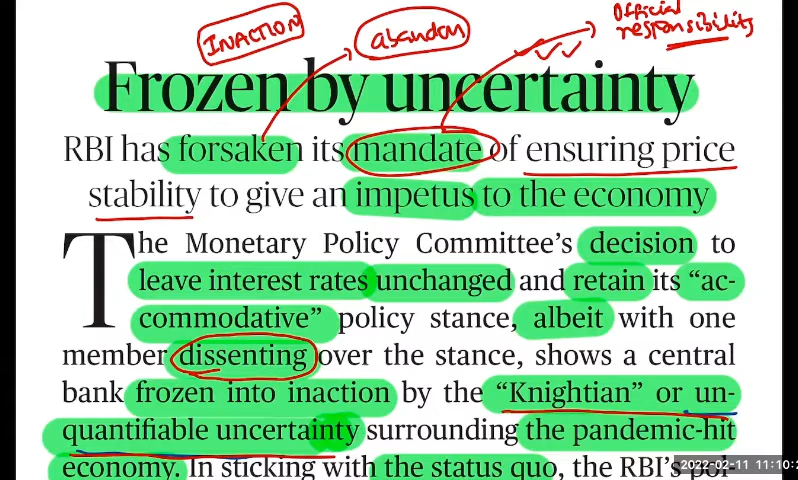 INACTION
abandon
Official
responsibility
Frozen by uncertainty
RBI has forsaken its mandate of ensuring price
stability to give an impetus to the economy
The Monetary Policy Committee's decision to
leave interest rates unchanged and retain its "ac-
commodative" policy stance, albeit with one
member dissenting over the stance, shows a central
bank frozen into inaction by the "Knightian" or un-
quantifiable uncertainty surrounding the pandemic-hit
economy. In sticking with the status quo, the RBI's pol-
2022-02-11 11:10:2